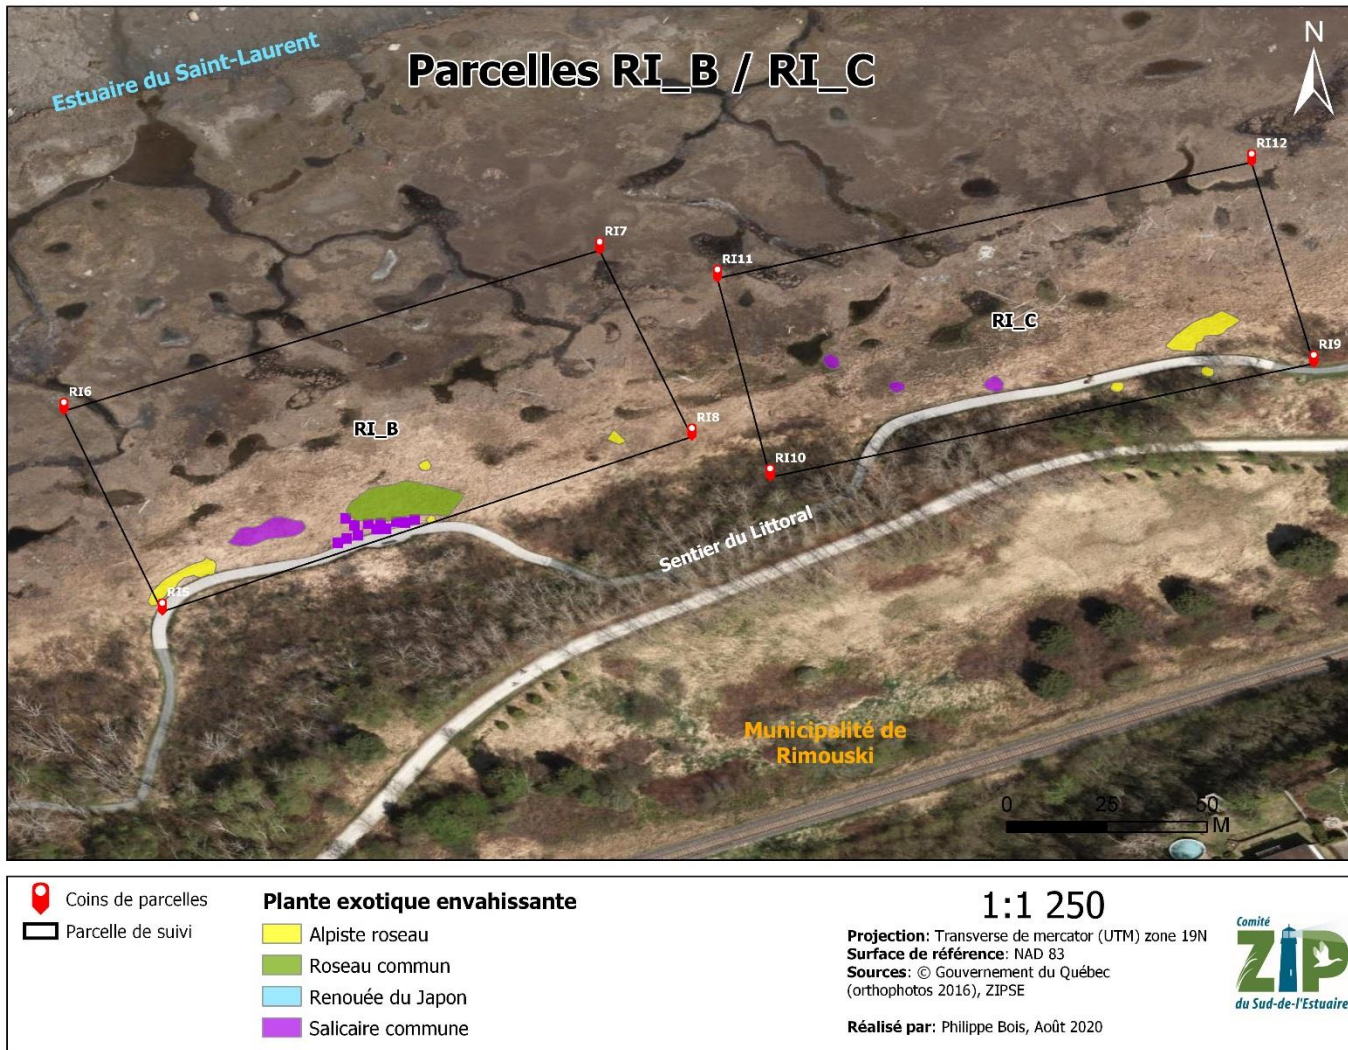 Estuaire du Saint-Laurent
Parcelles RI_B / RI_C
N
RI12
RI7
RI11
RI_C
RI9
RI6
RI_B
RI8
RI10
Sentier du Littoral
RI5
Municipalité de
Rimouski
0 25 50
M
Coins de parcelles
Parcelle de suivi
Plante exotique envahissante
Alpiste roseau
Roseau commun
Renouée du Japon
Salicaire commune
1:1 250
Projection: Transverse de mercator (UTM) zone 19N
Surface de référence: NAD 83
Sources: © Gouvernement du Québec
(orthophotos 2016), ZIPSE
Réalisé par: Philippe Bois, Août 2020
Comité
ZIP
du Sud-de-l'Estuaire